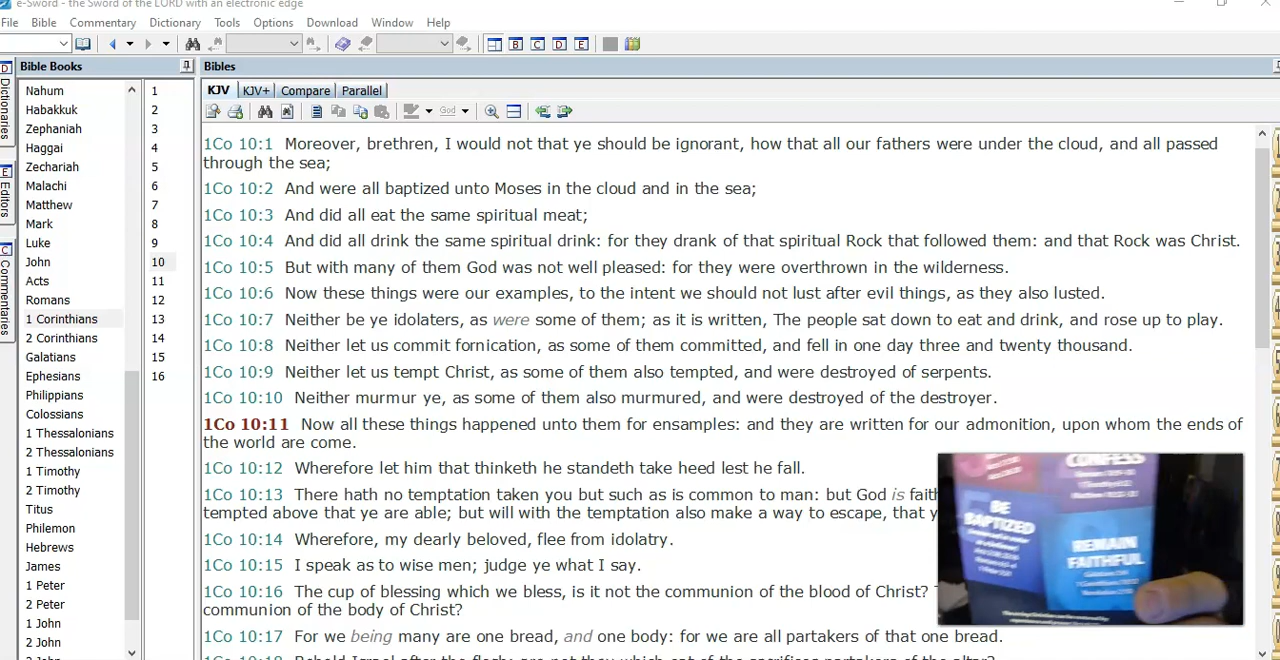 e-Sword - the Sword of the LORD with an electronic edge
File Bible Commentary Dictionary Tools Options Download Window Help
B C D E
Bible Books
Bibles
D Dictionaries
E Editors
C Commentaries
Nahum
Habakkuk
Zephaniah
Haggai
Zechariah
Malachi
Matthew
Mark
Luke
John
Acts
Romans
1 Corinthians
2 Corinthians
Galatians
Ephesians
Philippians
Colossians
1 Thessalonians
2 Thessalonians
1 Timothy
2 Timothy
Titus
Philemon
Hebrews
James
1 Peter
2 Peter
1 John
2 John
1
2
3
4
5
6
7
8
9
10
11
12
13
14
15
16
KJV KJV+ Compare Parallel
God
1Co 10:1 Moreover, brethren, I would not that ye should be ignorant, how that all our fathers were under the cloud, and all passed
through the sea;
1Co 10:2 And were all baptized unto Moses in the cloud and in the sea;
1Co 10:3 And did all eat the same spiritual meat;
1Co 10:4 And did all drink the same spiritual drink: for they drank of that spiritual Rock that followed them: and that Rock was Christ.
1Co 10:5 But with many of them God was not well pleased: for they were overthrown in the wilderness.
1Co 10:6 Now these things were our examples, to the intent we should not lust after evil things, as they also lusted.
1Co 10:7 Neither be ye idolaters, as were some of them; as it is written, The people sat down to eat and drink, and rose up to play.
1Co 10:8 Neither let us commit fornication, as some of them committed, and fell in one day three and twenty thousand.
1Co 10:9 Neither let us tempt Christ, as some of them also tempted, and were destroyed of serpents.
1Co 10:10 Neither murmur ye, as some of them also murmured, and were destroyed of the destroyer.
1Co 10:11 Now all these things happened unto them for ensamples: and they are written for our admonition, upon whom the ends of
the world are come.
1Co 10:12 Wherefore let him that thinketh he standeth take heed lest he fall.
1Co 10:13 There hath no temptation taken you but such as is common to man: but God is faith
tempted above that ye are able; but will with the temptation also make a way to escape, that y
1Co 10:14 Wherefore, my dearly beloved, flee from idolatry.
1Co 10:15 I speak as to wise men; judge ye what I say.
1Co 10:16 The cup of blessing which we bless, is it not the communion of the blood of Christ? T
communion of the body of Christ?
1Co 10:17 For we being many are one bread, and one body: for we are all partakers of that one bread.
CONFESS
BE
BAPTIZED
REMAIN
FAITHFUL